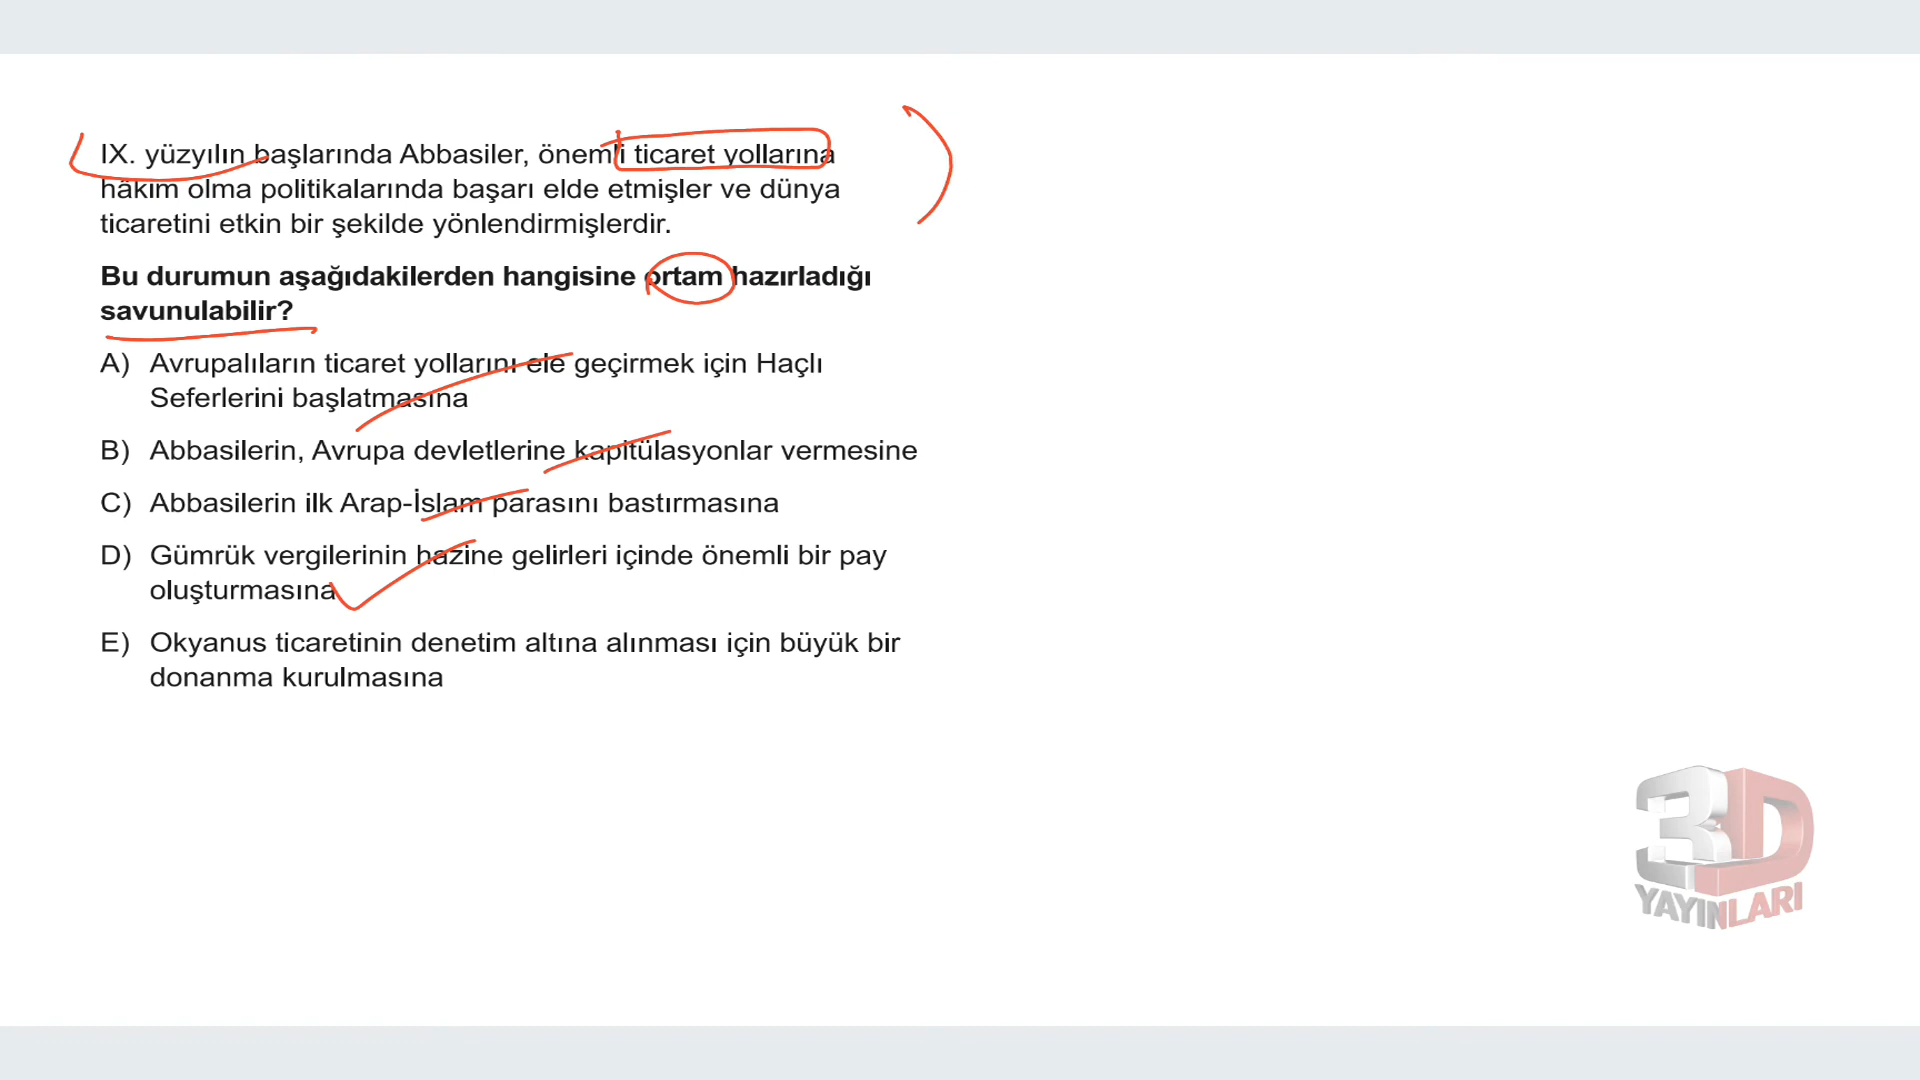 IX. yüzyılın başlarında Abbasiler, önemli ticaret yollarına
hâkim olma politikalarında başarı elde etmişler ve dünya
ticaretini etkin bir şekilde yönlendirmişlerdir.
Bu durumun aşağıdakilerden hangisine ortam hazırladığı
savunulabilir?
A) Avrupalıların ticaret yollarını ele geçirmek için Haçlı
Seferlerini başlatmasına
B) Abbasilerin, Avrupa devletlerine kapitülasyonlar vermesine
C) Abbasilerin ilk Arap-İslam parasını bastırmasına
D) Gümrük vergilerinin hazine gelirleri içinde önemli bir pay
oluşturmasına
E) Okyanus ticaretinin denetim altına alınması için büyük bir
donanma kurulmasına
3D
YAYINLARI